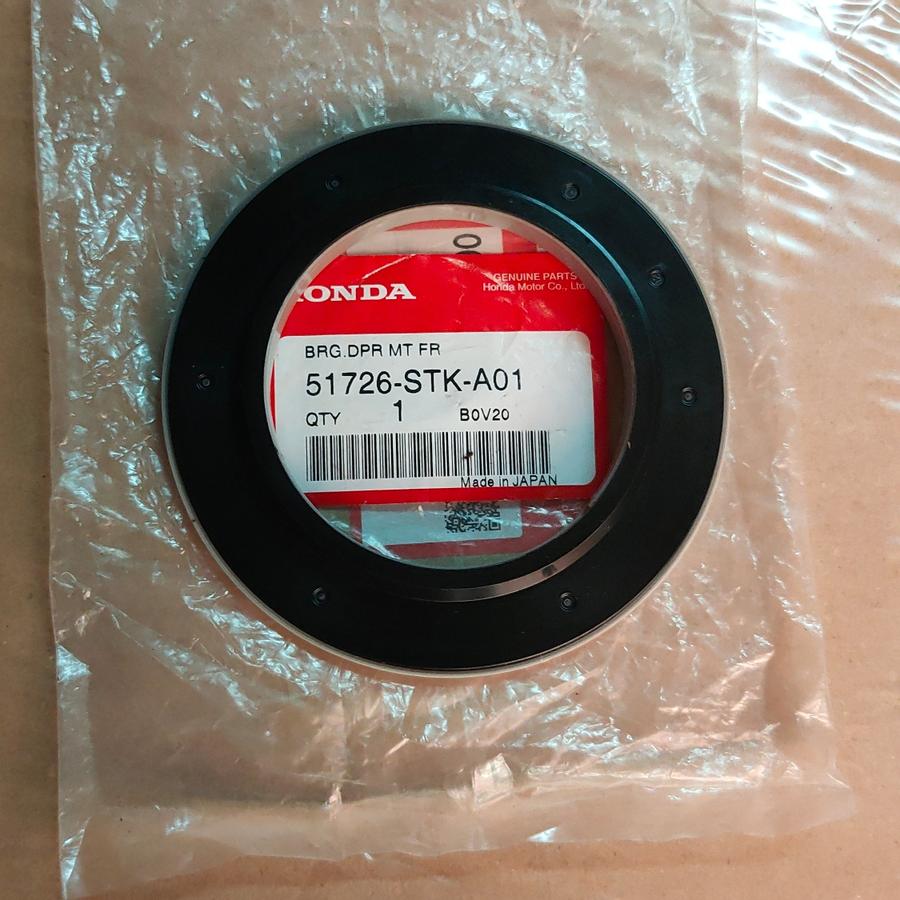 00
HONDA
GENUINE PARTS
Honda Motor Co., Ltd
BRG.DPR MT FR
51726-STK-A01
QTY 1 B0V20
Made in JAPAN